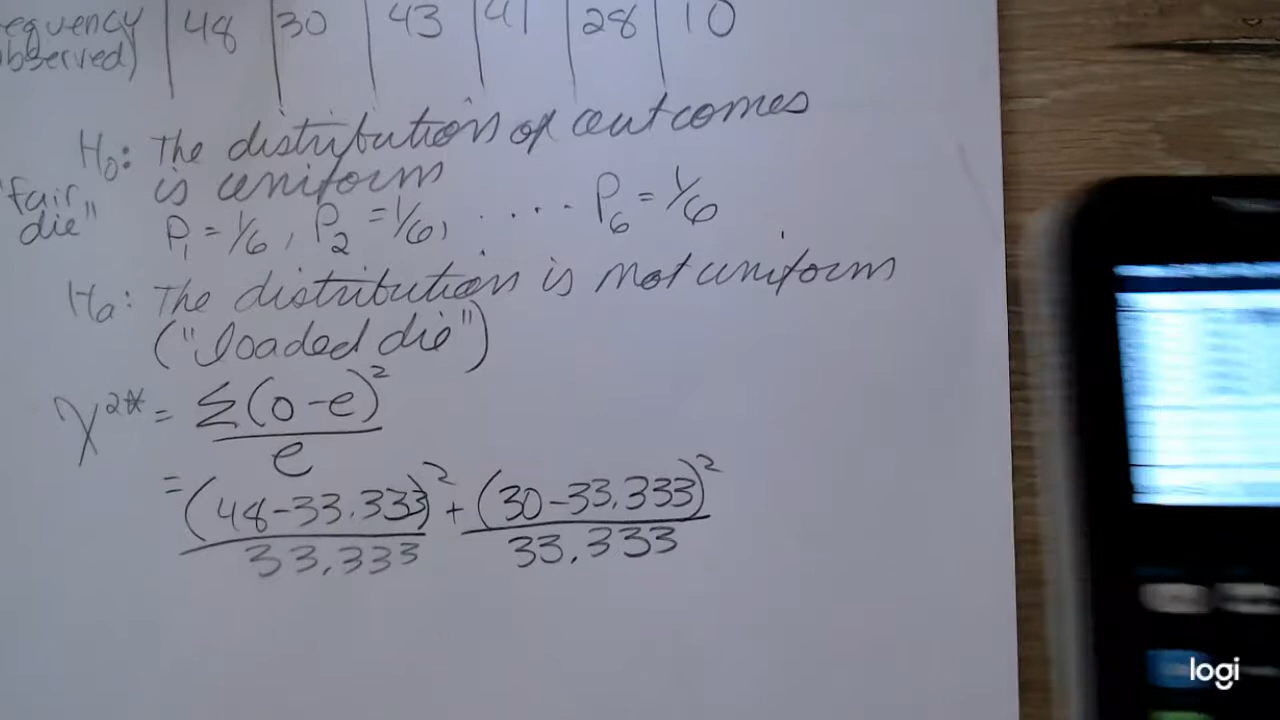 equency | 48 | 30 | 43 | 41 | 28 | 10
bserved)
H₀: The distribution of outcomes
"fair is uniform
die" P₁ = 1/6, P₂ = 1/6, .... P₆ = 1/6
Hₐ: The distribution is not uniform
("loaded die")
χ²* = Σ(o-e)²
e
= (48-33.333)² + (30-33.333)²
33.333 33.333
logi